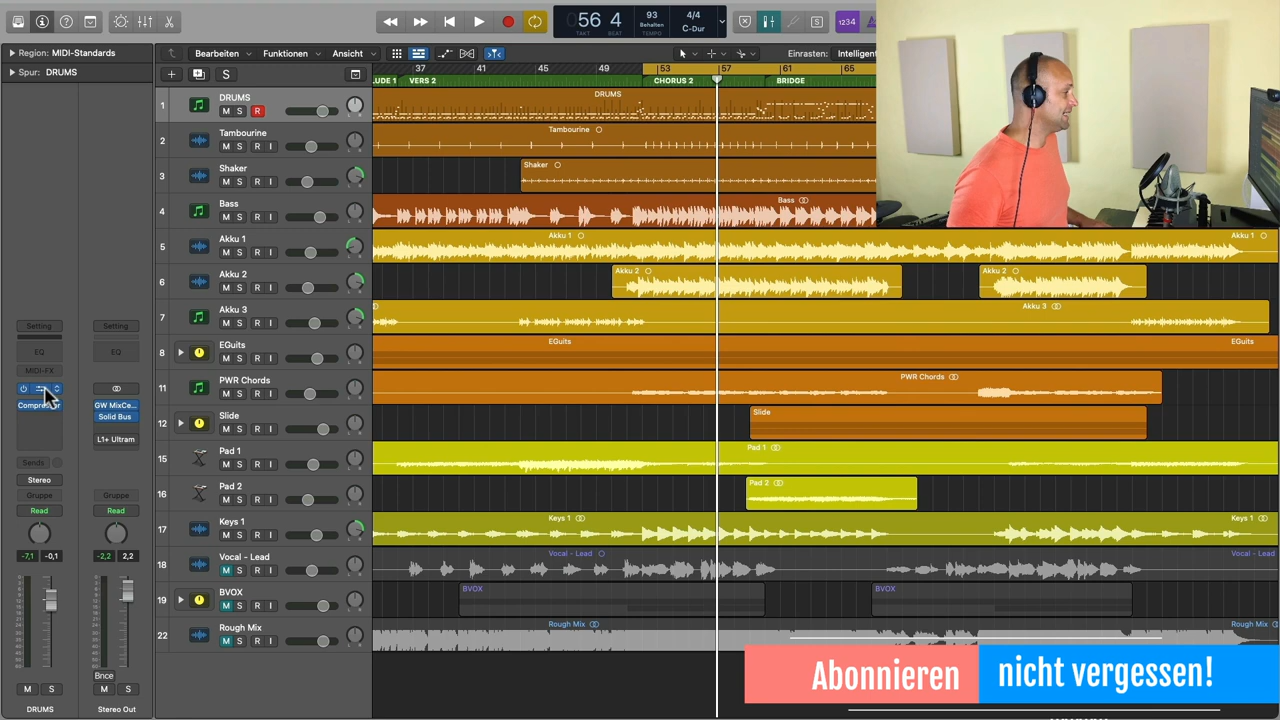 56 4
TAKT BEAT
93
Behalten
TEMPO
4/4
C-Dur
1234
Region: MIDI-Standards
Spur: DRUMS
Bearbeiten
Funktionen
Ansicht
Einrasten: Intelligent
S
37
41
45
49
53
57
61
65
LUDE 1
VERS 2
CHORUS 2
BRIDGE
1
DRUMS
M S R
DRUMS
2
Tambourine
M S R I
Tambourine
3
Shaker
M S R I
Shaker
4
Bass
M S R I
Bass
5
Akku 1
M S R I
Akku 1
Akku 1
6
Akku 2
M S R I
Akku 2
Akku 2
7
Akku 3
M S R I
Akku 3
8
EGuits
M S R I
EGuits
EGuits
11
PWR Chords
M S R I
PWR Chords
12
Slide
M S R I
Slide
15
Pad 1
M S R I
Pad 1
16
Pad 2
M S R I
Pad 2
17
Keys 1
M S R I
Keys 1
Keys 1
18
Vocal - Lead
M S R I
Vocal - Lead
Vocal - Lead
19
BVOX
M S R I
BVOX
BVOX
22
Rough Mix
M S R I
Rough Mix
Rough Mix
Setting
Setting
EQ
EQ
MIDI-FX
Compressor
GW MixCe...
Solid Bus
L1+ Ultram
Sends
Stereo
Gruppe
Gruppe
Read
Read
-7,1
-0,1
-2,2
2,2
Bnce
M S
M S
DRUMS
Stereo Out
Abonnieren
nicht vergessen!